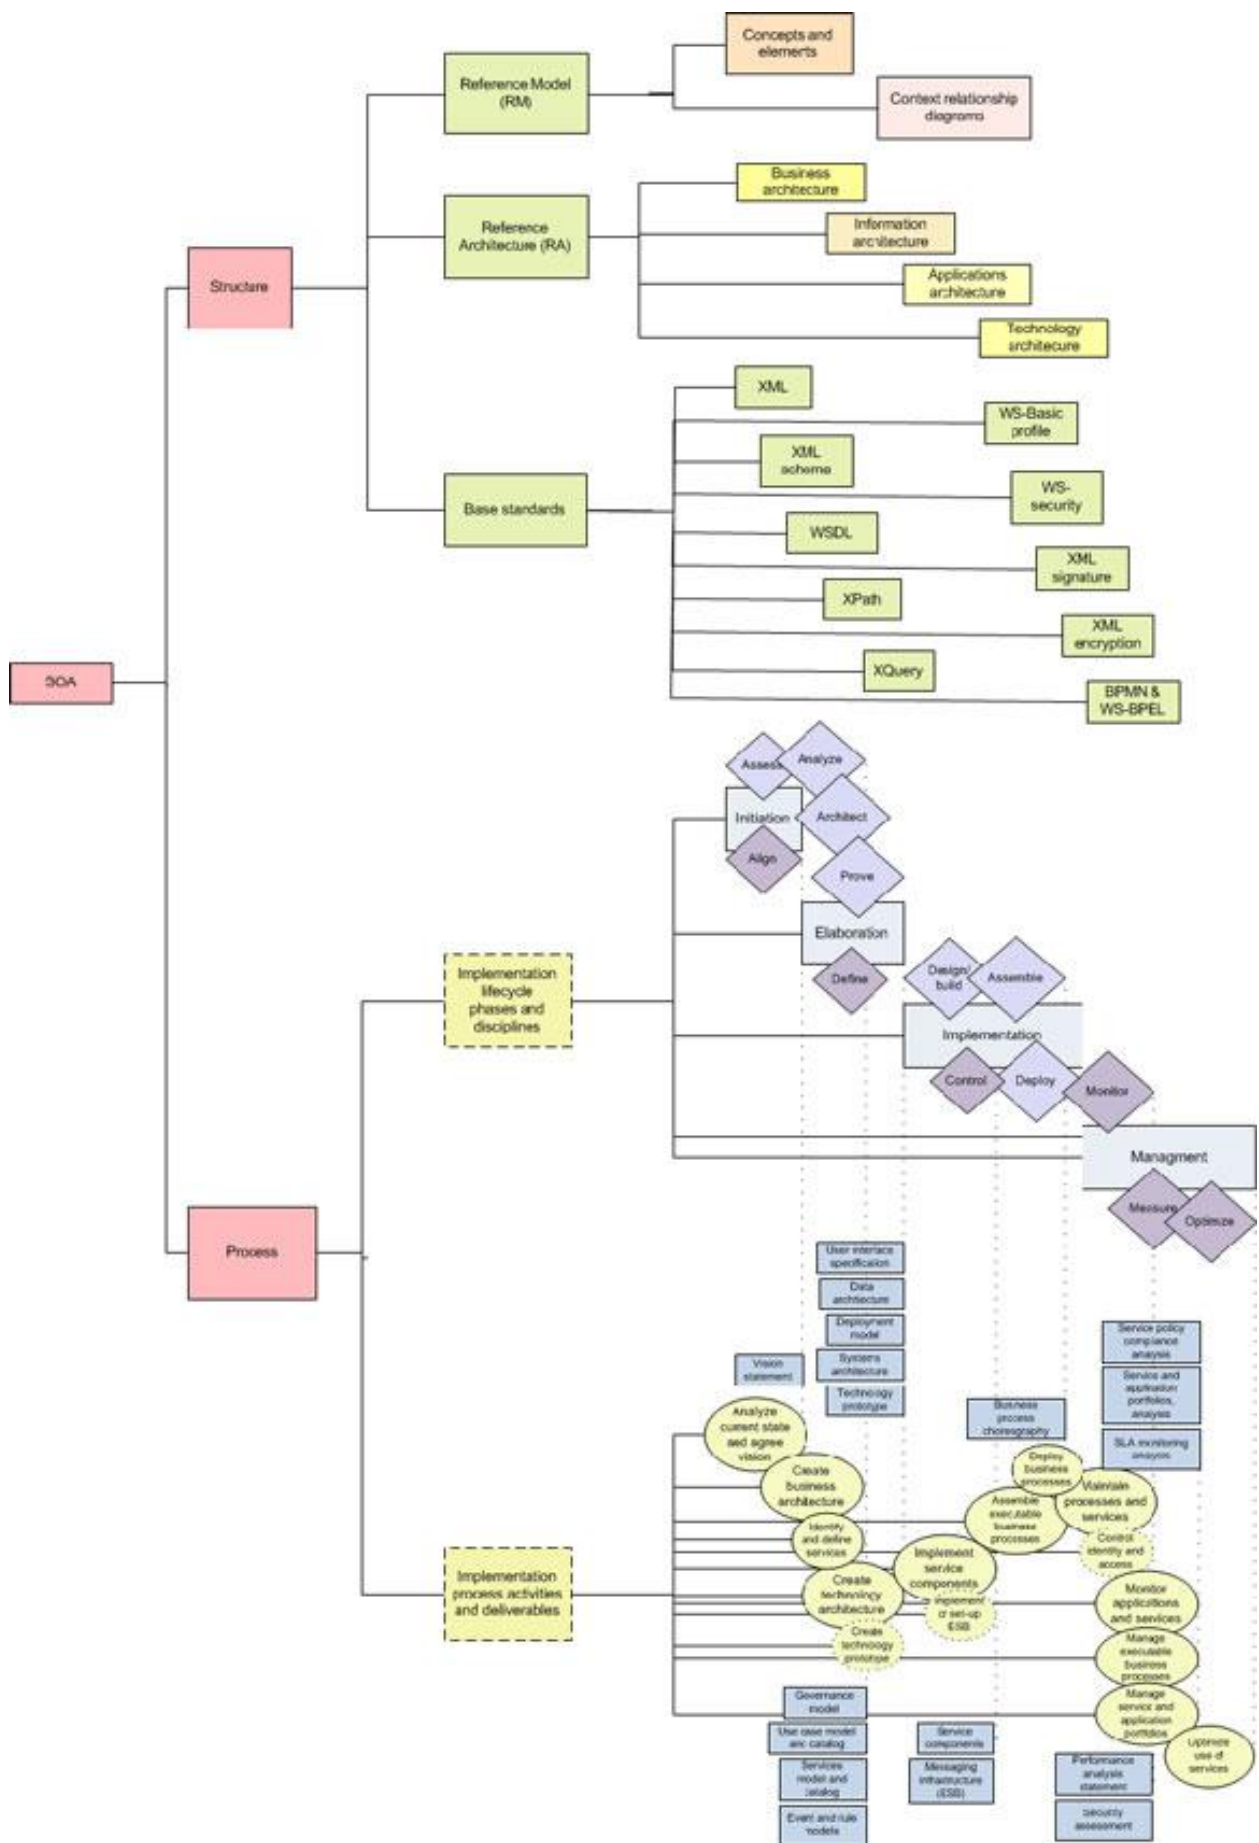 Concepts and
elements
Reference Model
(RM)
Context relationship
diagrams
Business
architecture
Reference
Architecture (RA)
Information
architecture
Structure
Applications
architecture
Technology
architecure
XML
WS-Basic
profile
XML
scheme
WS-
security
Base standards
WSDL
XML
signature
XPath
XML
encryption
SOA
XQuery
BPMN &
WS-BPEL
Assess
Analyze
Initiation
Architect
Align
Prove
Elaboration
Define
Design/
build
Assemble
Implementation
lifecycle
phases and
disciplines
Implementation
Control
Deploy
Monitor
Managment
Measure
Optimize
Process
User interface
specification
Data
architecture
Deployment
model
Systems
architecture
Technology
prototype
Vision
statement
Service policy
compliance
analysis
Service and
application
portfolios,
analysis
SLA monitoring
analysis
Business
process
choreography
Analyze
current state
and agree
vision
Create
business
architecture
Identify
and define
services
Deploy
business
processes
Assemble
executable
business
processes
Maintain
processes and
services
Control
identity and
access
Implementation
process activities
and deliverables
Implement
service
components
Create
technology
architecture
Implement
or set-up
ESB
Create
technology
prototype
Monitor
applications
and services
Manage
executable
business
processes
Manage
service and
application
portfolios
Optimize
use of
services
Governance
model
Use case model
and catalog
Services
model and
catalog
Event and rule
models
Service
components
Messaging
infrastructure
(ESB)
Performance
analysis
statement
Security
assessment